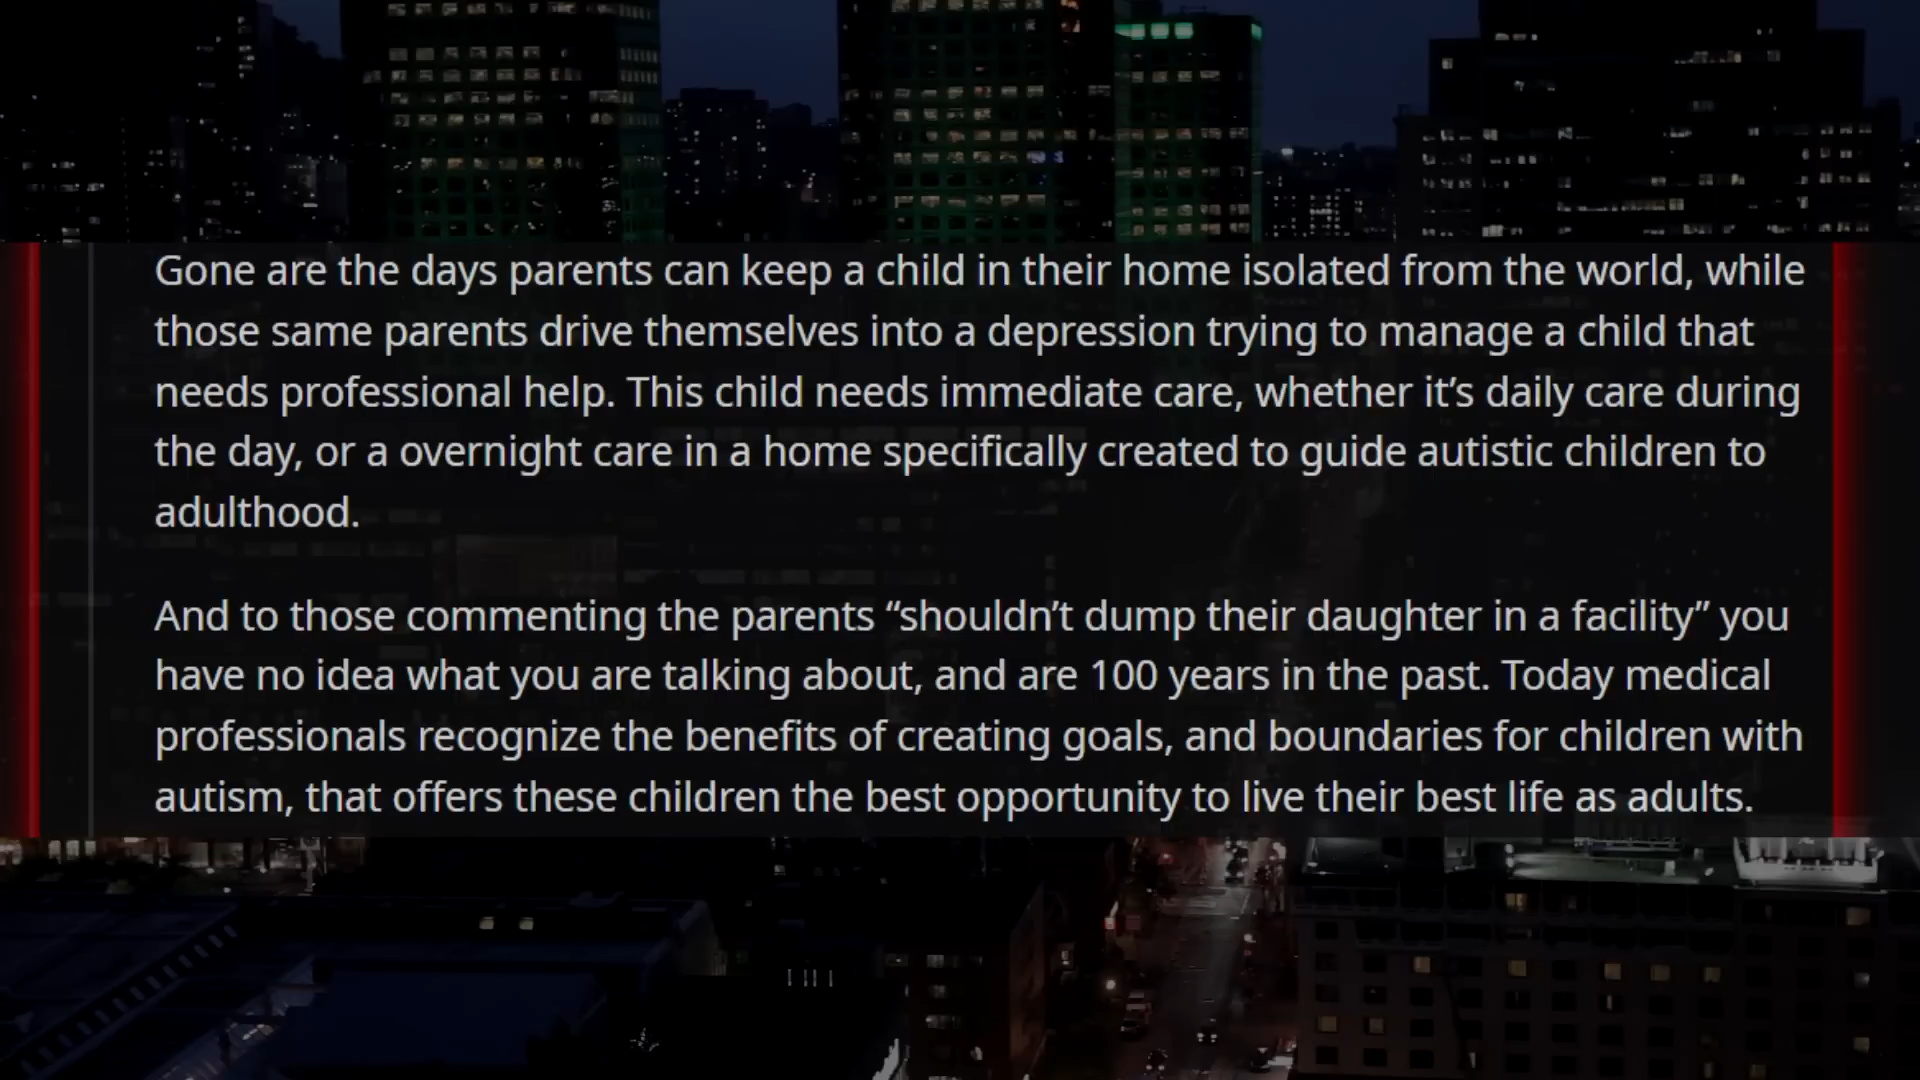 Gone are the days parents can keep a child in their home isolated from the world, while
those same parents drive themselves into a depression trying to manage a child that
needs professional help. This child needs immediate care, whether it’s daily care during
the day, or a overnight care in a home specifically created to guide autistic children to
adulthood.
And to those commenting the parents “shouldn’t dump their daughter in a facility” you
have no idea what you are talking about, and are 100 years in the past. Today medical
professionals recognize the benefits of creating goals, and boundaries for children with
autism, that offers these children the best opportunity to live their best life as adults.